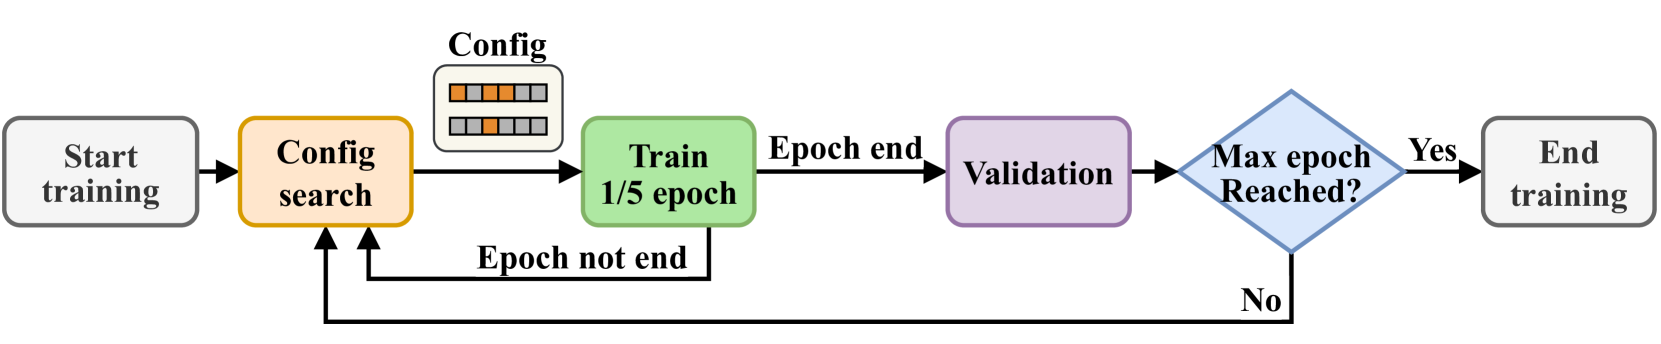 Config
Start
training
Config
search
Train
1/5 epoch
Epoch end
Validation
Max epoch
Reached?
Yes
End
training
Epoch not end
No